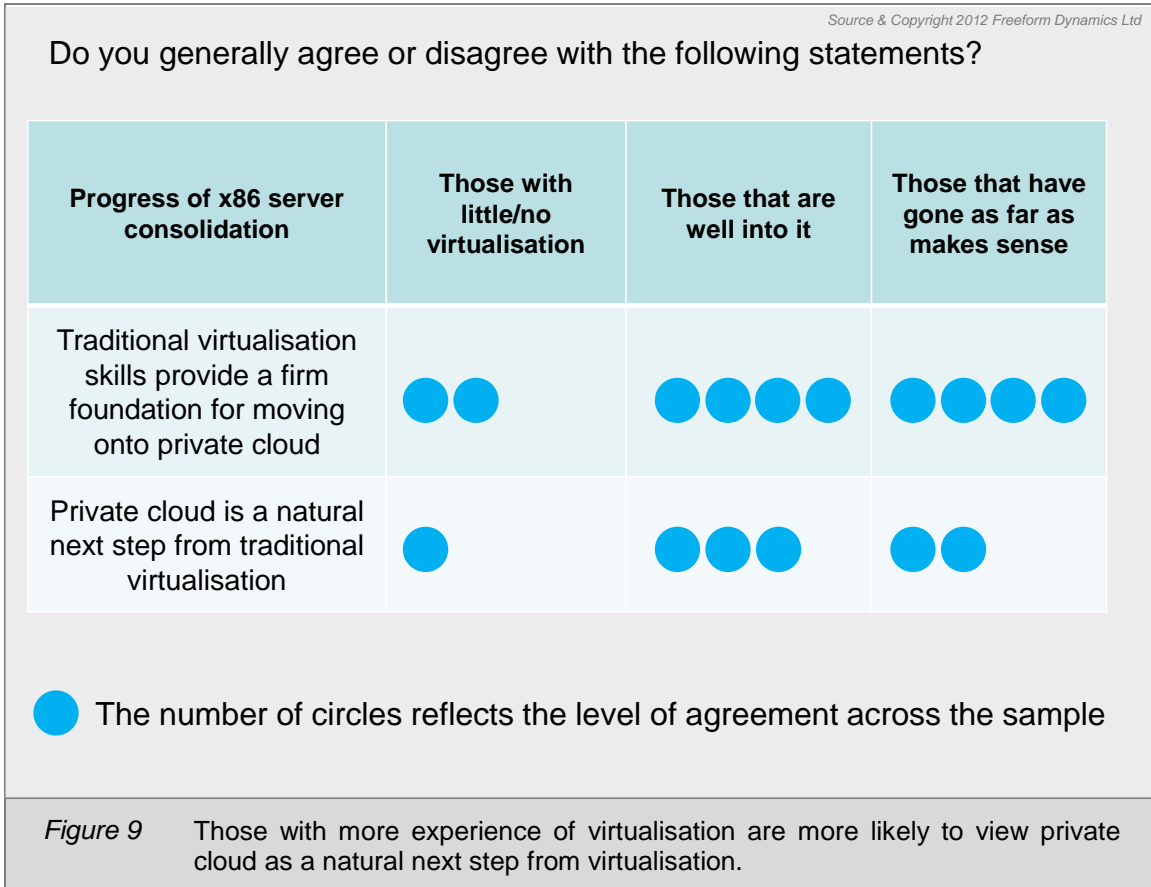 Source & Copyright 2012 Freeform Dynamics Ltd
Do you generally agree or disagree with the following statements?
Progress of x86 server
consolidation
Those with
little/no
virtualisation
Those that are
well into it
Those that have
gone as far as
makes sense
Traditional virtualisation
skills provide a firm
foundation for moving
onto private cloud
Private cloud is a natural
next step from traditional
virtualisation
The number of circles reflects the level of agreement across the sample
Figure 9
Those with more experience of virtualisation are more likely to view private
cloud as a natural next step from virtualisation.